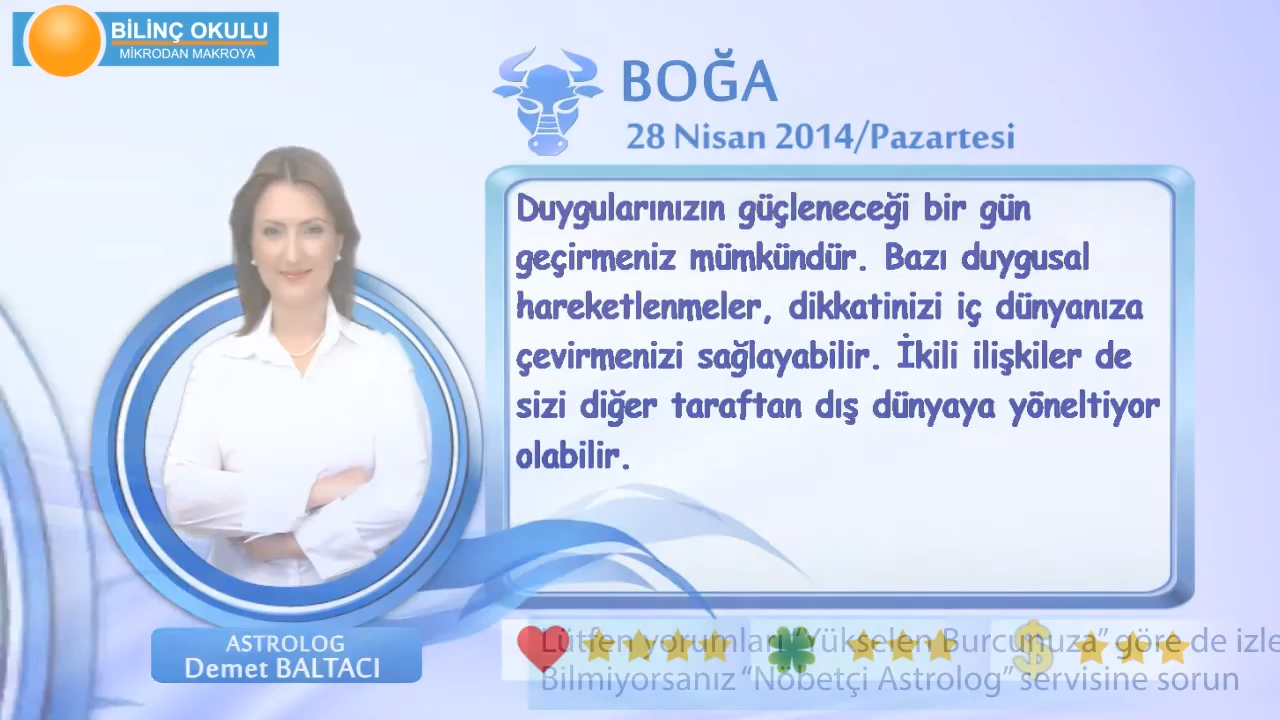 BİLİNÇ OKULU
MİKRODAN MAKROYA
BOĞA
28 Nisan 2014/Pazartesi
Duygularınızın güçleneceği bir gün
geçirmeniz mümkündür. Bazı duygusal
hareketlenmeler, dikkatinizi iç dünyanıza
çevirmenizi sağlayabilir. İkili ilişkiler de
sizi diğer taraftan dış dünyaya yöneltiyor
olabilir.
ASTROLOG
Demet BALTACI
Lütfen yorumları Yükselen Burcunuza” göre de izle
Bilmiyorsanız “Nöbetçi Astrolog” servisine sorun